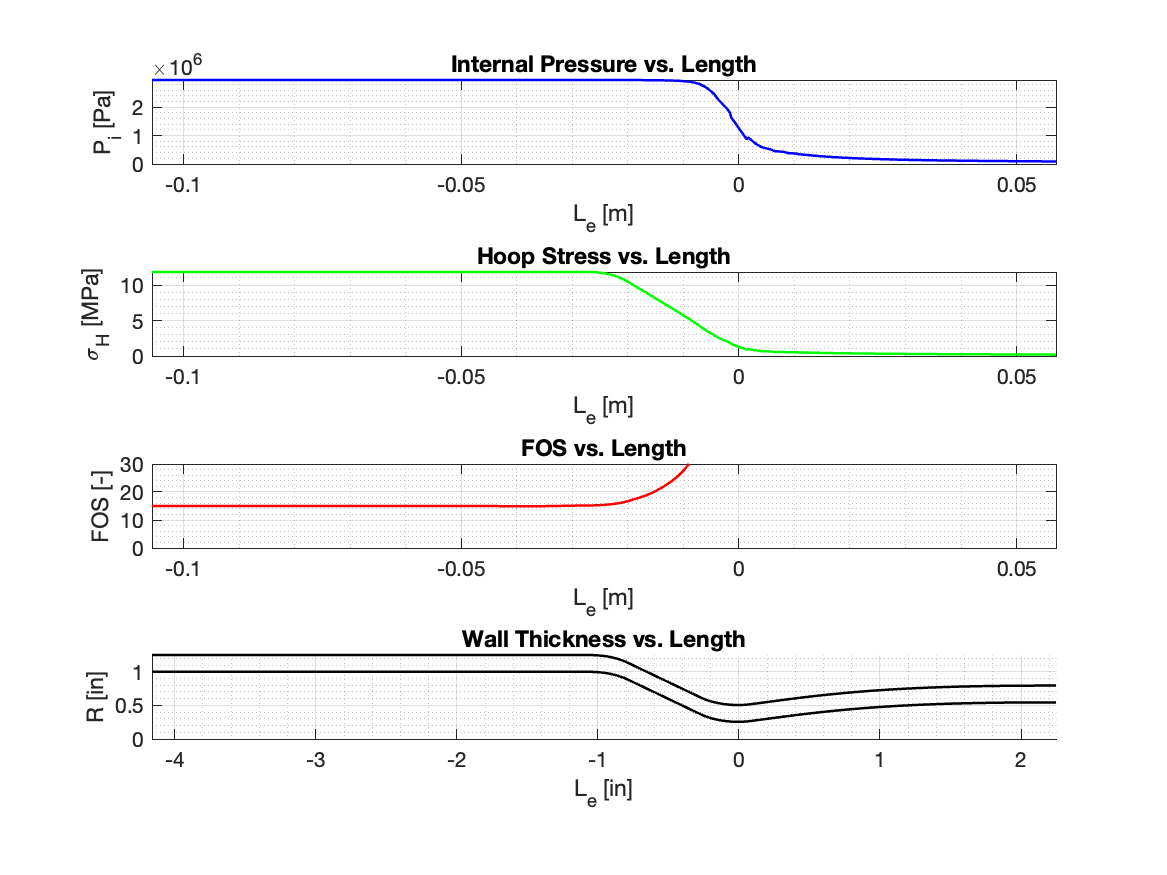 Internal Pressure vs. Length
×10^6
P_i [Pa]
2
1
0
-0.1 -0.05 0 0.05
L_e [m]
Hoop Stress vs. Length
σ_H [MPa]
10
5
0
-0.1 -0.05 0 0.05
L_e [m]
FOS vs. Length
FOS [-]
30
20
10
0
-0.1 -0.05 0 0.05
L_e [m]
Wall Thickness vs. Length
R [in]
1
0.5
0
-4 -3 -2 -1 0 1 2
L_e [in]